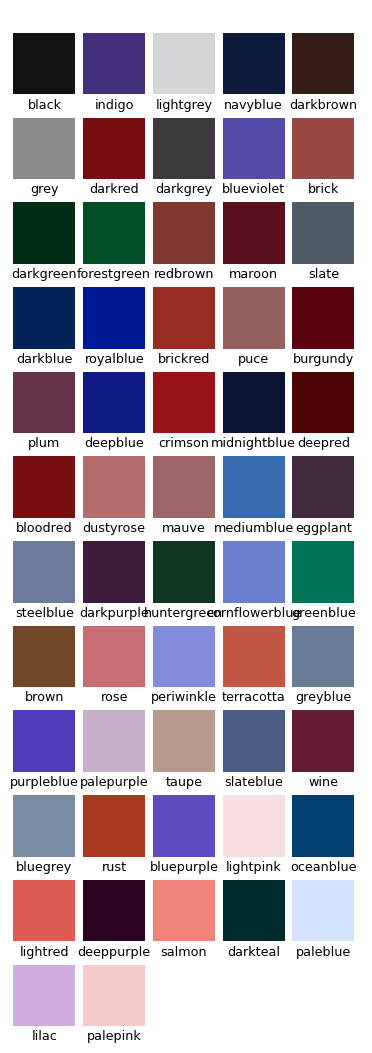 black indigo lightgrey navyblue darkbrown
grey darkred darkgrey blueviolet brick
darkgreen forestgreen redbrown maroon slate
darkblue royalblue brickred puce burgundy
plum deepblue crimson midnightblue deepred
bloodred dustyrose mauve mediumblue eggplant
steelblue darkpurple huntergreen cornflowerblue greenblue
brown rose periwinkle terracotta greyblue
purpleblue palepurple taupe slateblue wine
bluegrey rust bluepurple lightpink oceanblue
lightred deeppurple salmon darkteal paleblue
lilac palepink